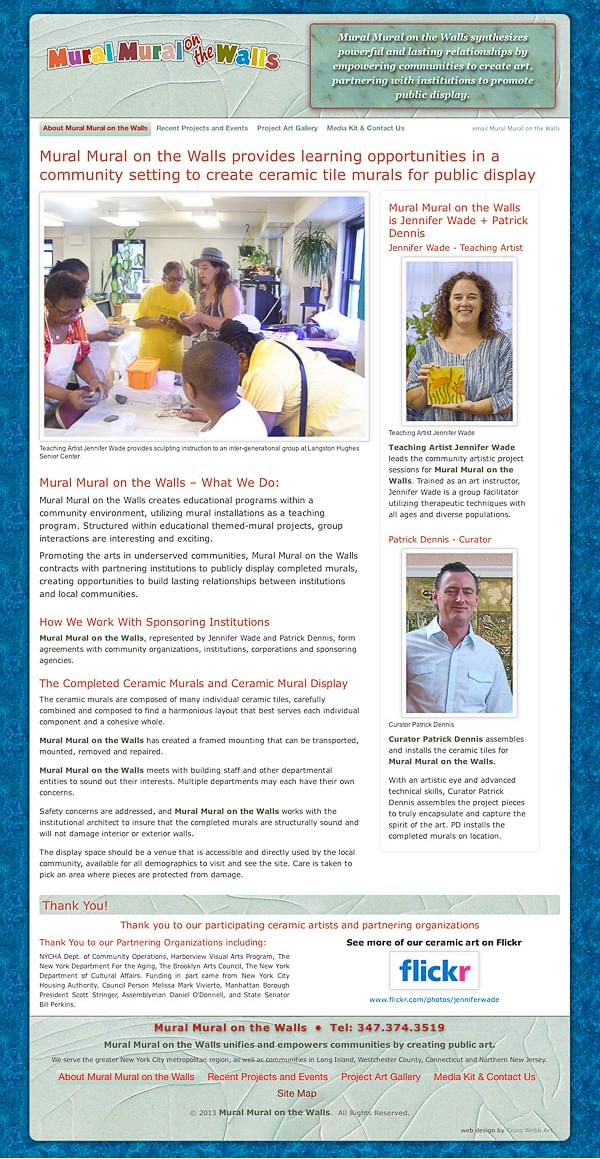 Mural Mural on the Walls
Mural Mural on the Walls synthesizes
powerful and lasting relationships by
empowering communities to create art,
partnering with institutions to promote
public display.
About Mural Mural on the Walls Recent Projects and Events Project Art Gallery Media Kit & Contact Us
email Mural Mural on the Walls
Mural Mural on the Walls provides learning opportunities in a
community setting to create ceramic tile murals for public display
Teaching Artist Jennifer Wade provides sculpting instruction to an inter-generational group at Langston Hughes
Senior Center.
Mural Mural on the Walls – What We Do:
Mural Mural on the Walls creates educational programs within a
community environment, utilizing mural installations as a teaching
program. Structured within educational themed-mural projects, group
interactions are interesting and exciting.
Promoting the arts in underserved communities, Mural Mural on the Walls
contracts with partnering institutions to publicly display completed murals,
creating opportunities to build lasting relationships between institutions
and local communities.
How We Work With Sponsoring Institutions
Mural Mural on the Walls, represented by Jennifer Wade and Patrick Dennis, form
agreements with community organizations, institutions, corporations and sponsoring
agencies.
The Completed Ceramic Murals and Ceramic Mural Display
The ceramic murals are composed of many individual ceramic tiles, carefully
combined and composed to find a harmonious layout that best serves each individual
component and a cohesive whole.
Mural Mural on the Walls has created a framed mounting that can be transported,
mounted, removed and repaired.
Mural Mural on the Walls meets with building staff and other departmental
entities to sound out their interests. Multiple departments may each have their own
concerns.
Safety concerns are addressed, and Mural Mural on the Walls works with the
institutional architect to insure that the completed murals are structurally sound and
will not damage interior or exterior walls.
The display space should be a venue that is accessible and directly used by the local
community, available for all demographics to visit and see the site. Care is taken to
pick an area where pieces are protected from damage.
Mural Mural on the Walls
is Jennifer Wade + Patrick
Dennis
Jennifer Wade - Teaching Artist
Teaching Artist Jennifer Wade
Teaching Artist Jennifer Wade
leads the community artistic project
sessions for Mural Mural on the
Walls. Trained as an art instructor,
Jennifer Wade is a group facilitator
utilizing therapeutic techniques with
all ages and diverse populations.
Patrick Dennis - Curator
Curator Patrick Dennis
Curator Patrick Dennis assembles
and installs the ceramic tiles for
Mural Mural on the Walls.
With an artistic eye and advanced
technical skills, Curator Patrick
Dennis assembles the project pieces
to truly encapsulate and capture the
spirit of the art. PD installs the
completed murals on location.
Thank You!
Thank you to our participating ceramic artists and partnering organizations
Thank You to our Partnering Organizations including:
NYCHA Dept. of Community Operations, Harborview Visual Arts Program, The
New York Department For the Aging, The Brooklyn Arts Council, The New York
Department of Cultural Affairs. Funding in part came from New York City
Housing Authority, Council Person Melissa Mark Viverto, Manhattan Borough
President Scott Stringer, Assemblyman Daniel O'Donnell, and State Senator
Bill Perkins.
See more of our ceramic art on Flickr
flickr
www.flickr.com/photos/jenniferwade
Mural Mural on the Walls • Tel: 347.374.3519
Mural Mural on the Walls unifies and empowers communities by creating public art.
We serve the greater New York City metropolitan region, as well as communities in Long Island, Westchester County, Connecticut and Northern New Jersey.
About Mural Mural on the Walls Recent Projects and Events Project Art Gallery Media Kit & Contact Us
Site Map
© 2013 Mural Mural on the Walls. All Rights Reserved.
web design by Craig Webb Art